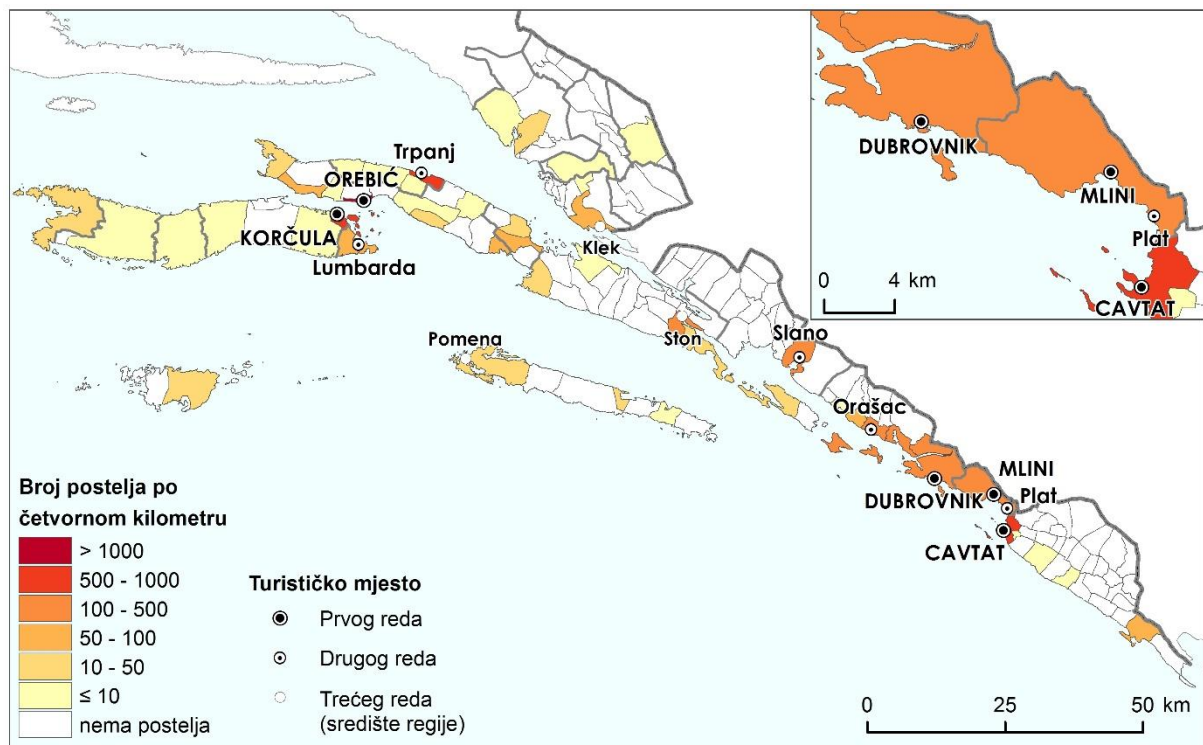 Trpanj
OREBIĆ
KORČULA
Lumbarda
Klek
Pomena
Ston
Slano
Orašac
DUBROVNIK
MLINI
Plat
CAVTAT
DUBROVNIK
MLINI
Plat
CAVTAT
0 4 km
Broj postelja po
četvornom kilometru
> 1000
500 - 1000
100 - 500
50 - 100
10 - 50
≤ 10
nema postelja
Turističko mjesto
Prvog reda
Drugog reda
Trećeg reda
(središte regije)
0 25 50 km